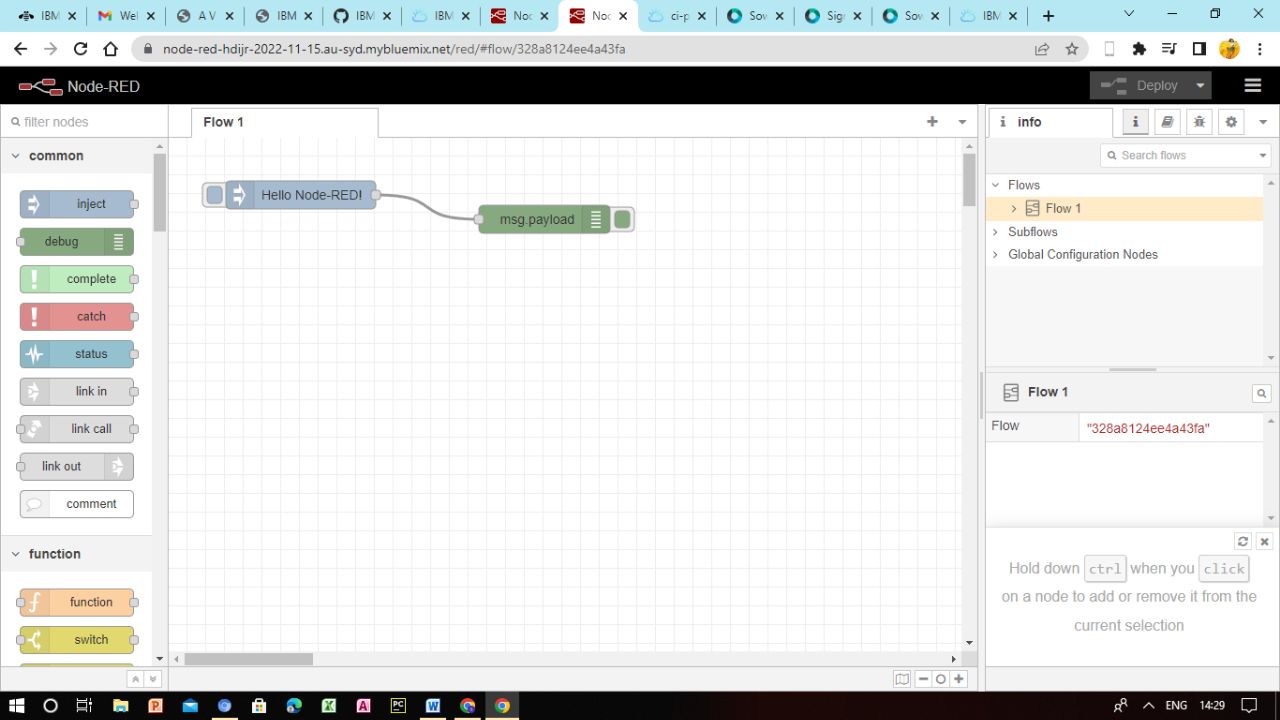 IBM
Wel
A V
IBM
IBM
IBM
Noc
Noc
ci-p
Sov
Sigr
Sov
IBM
node-red-hdijr-2022-11-15.au-syd.mybluemix.net/red/#flow/328a8124ee4a43fa
Node-RED
Deploy
filter nodes
Flow 1
info
common
Search flows
inject
debug
complete
catch
status
link in
link call
link out
comment
function
function
switch
Hello Node-RED!
msg.payload
Flows
Flow 1
Subflows
Global Configuration Nodes
Flow 1
Flow "328a8124ee4a43fa"
Hold down ctrl when you click
on a node to add or remove it from the
current selection
ENG 14:29